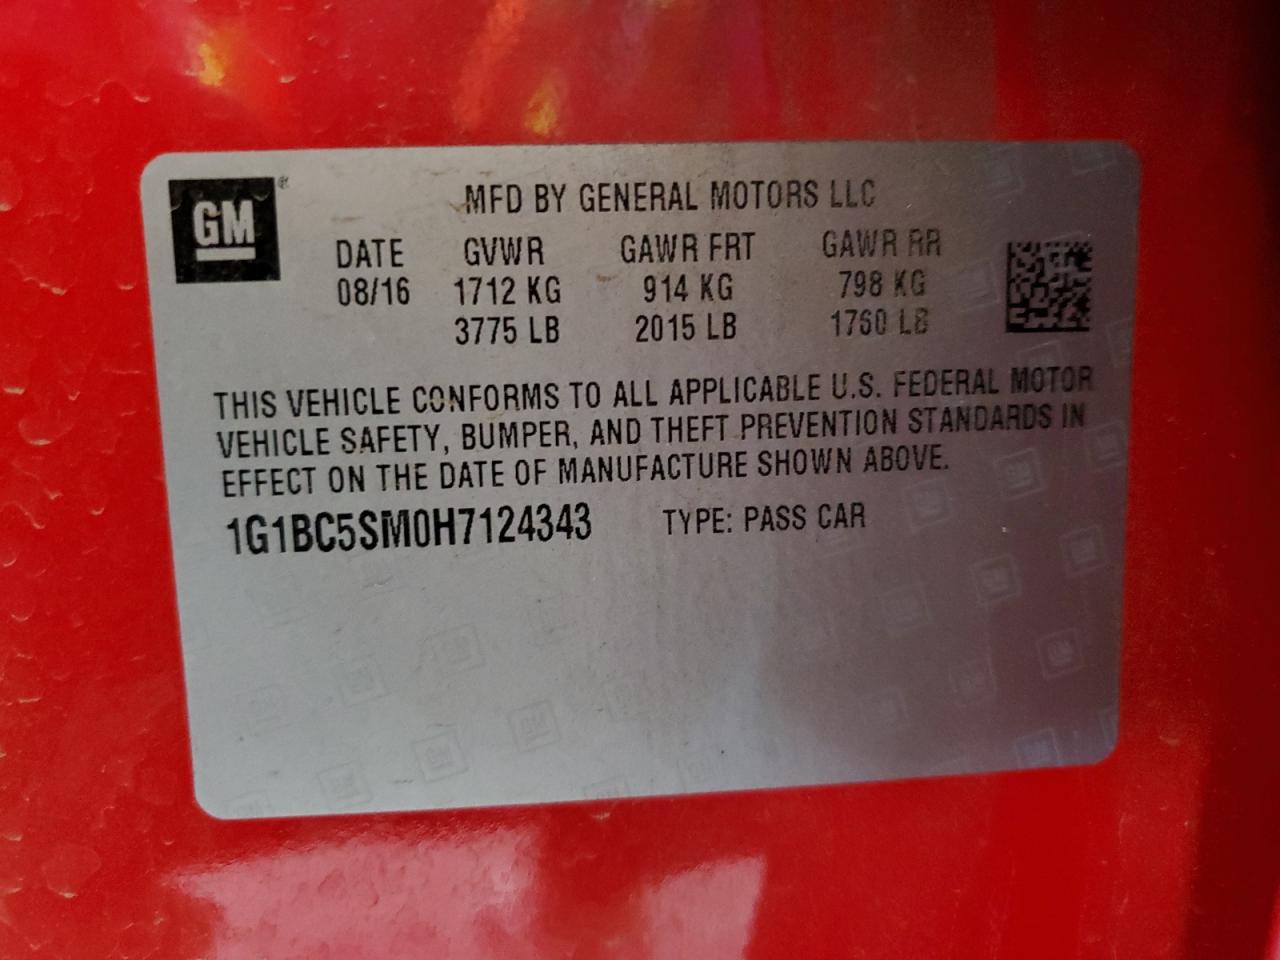 GM ®
MFD BY GENERAL MOTORS LLC
DATE GVWR GAWR FRT GAWR RR
08/16 1712 KG 914 KG 798 KG
3775 LB 2015 LB 1760 LB
THIS VEHICLE CONFORMS TO ALL APPLICABLE U.S. FEDERAL MOTOR
VEHICLE SAFETY, BUMPER, AND THEFT PREVENTION STANDARDS IN
EFFECT ON THE DATE OF MANUFACTURE SHOWN ABOVE.
1G1BC5SM0H7124343 TYPE: PASS CAR